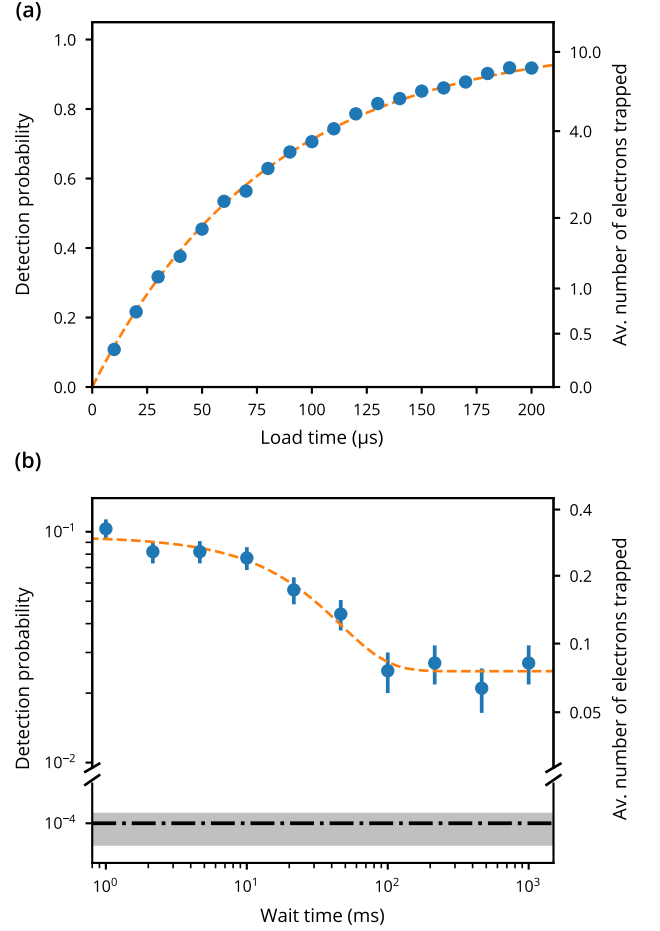 (a)
1.0
0.8
0.6
0.4
0.2
0.0
Detection probability
10.0
4.0
2.0
1.0
0.5
0.0
Av. number of electrons trapped
0 25 50 75 100 125 150 175 200
Load time (μs)
(b)
10⁻¹
10⁻²
10⁻⁴
Detection probability
0.4
0.2
0.1
0.05
Av. number of electrons trapped
10⁰ 10¹ 10² 10³
Wait time (ms)